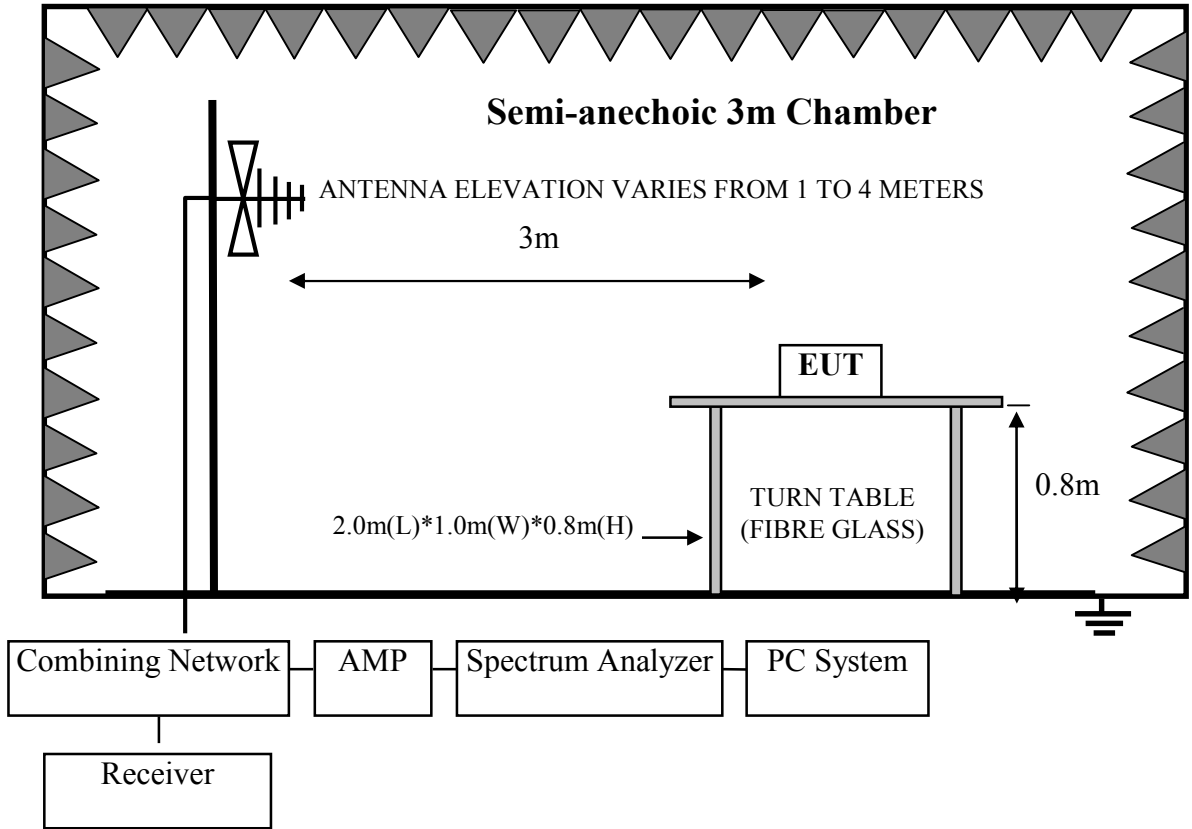 Semi-anechoic 3m Chamber
ANTENNA ELEVATION VARIES FROM 1 TO 4 METERS
3m
EUT
0.8m
TURN TABLE
(FIBRE GLASS)
2.0m(L)*1.0m(W)*0.8m(H)
Combining Network
AMP
Spectrum Analyzer
PC System
Receiver